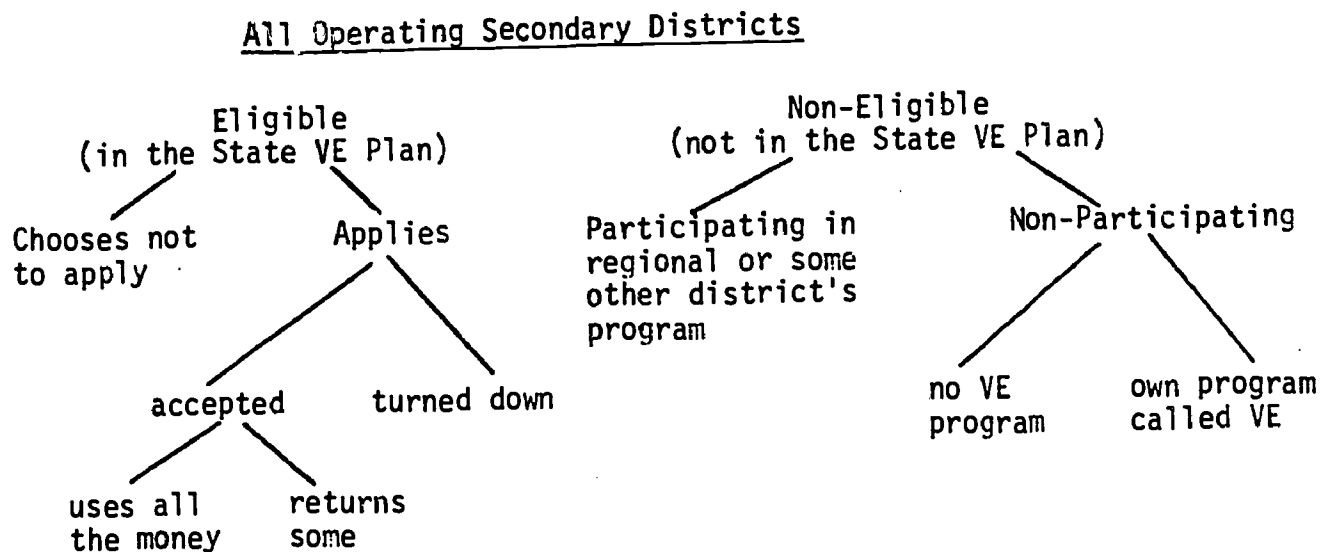 All Operating Secondary Districts
Eligible
(in the State VE Plan)
Non-Eligible
(not in the State VE Plan)
Chooses not
to apply
Applies
Participating in
regional or some
other district's
program
Non-Participating
accepted
turned down
no VE
program
own program
called VE
uses all
the money
returns
some